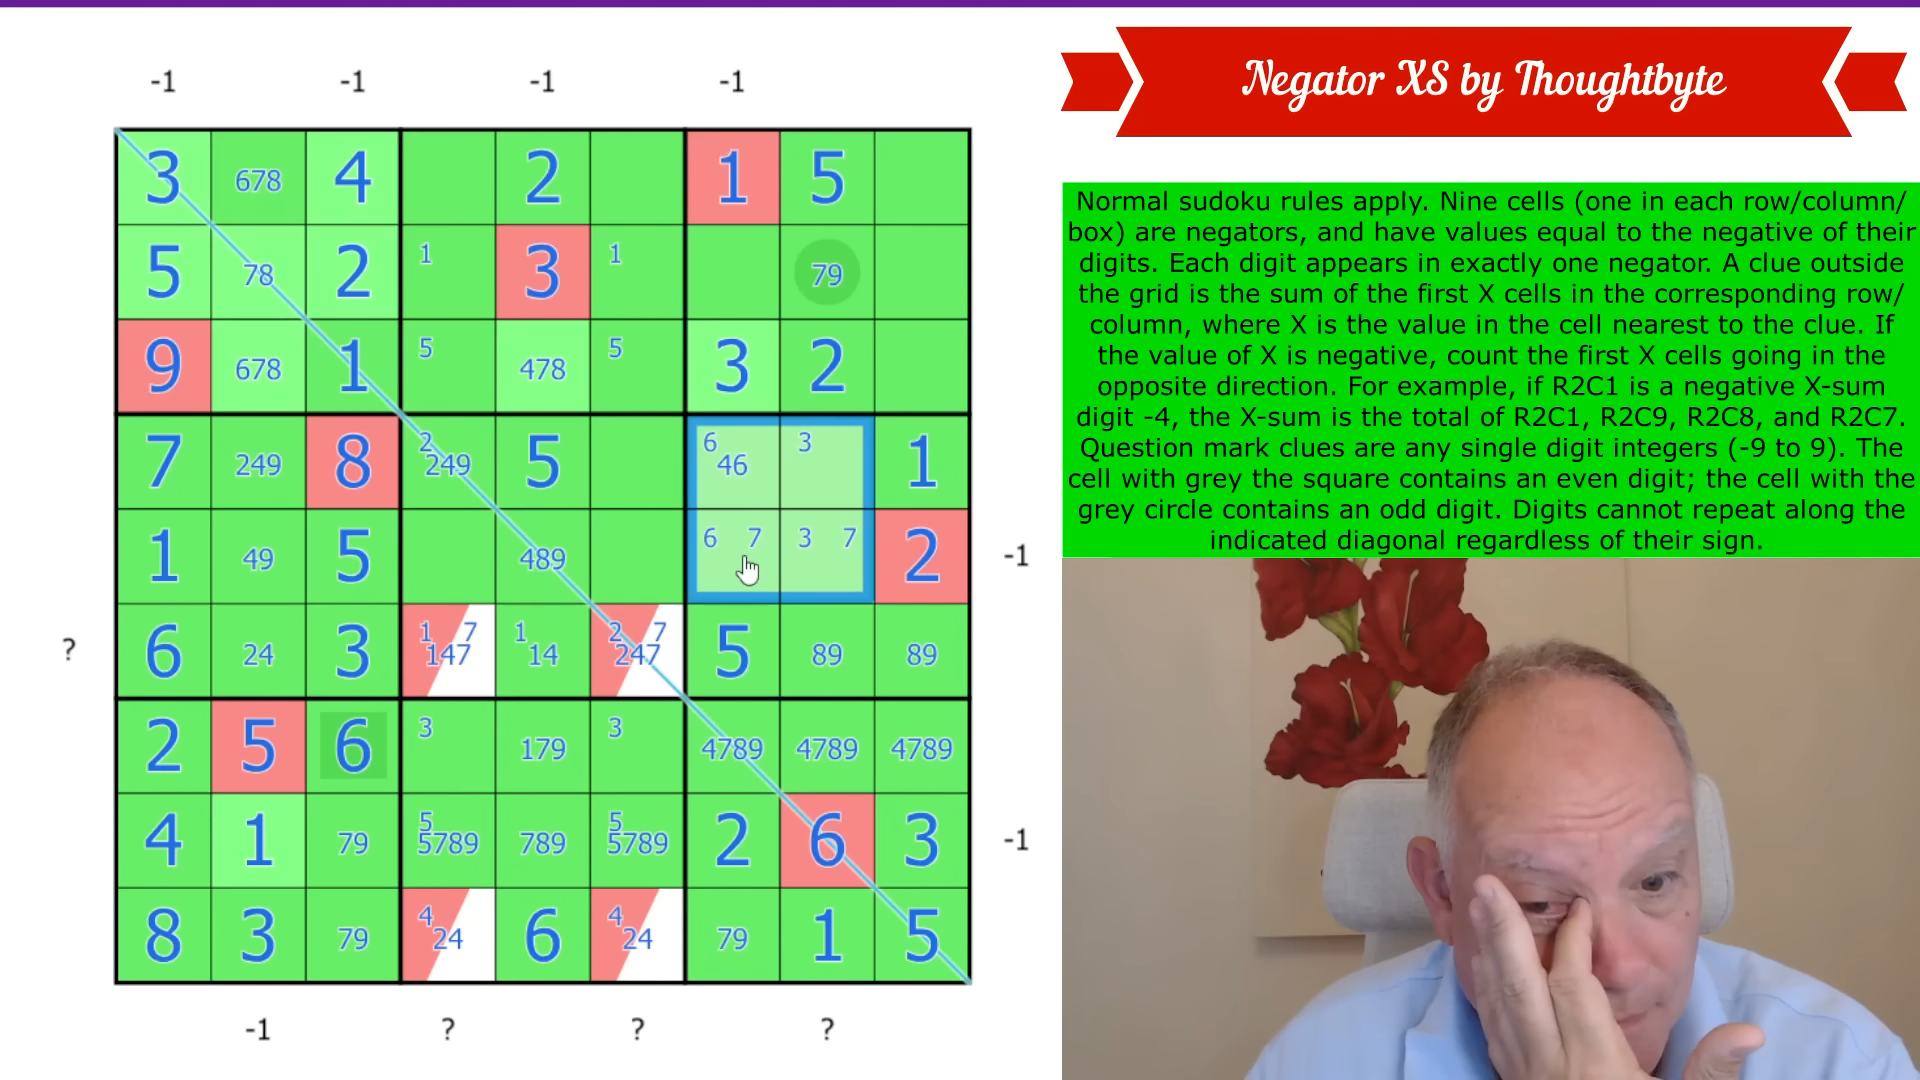 -1 -1 -1 -1
Negator XS by Thoughtbyte
3 678 4 2 1 5
5 78 2 1 3 1 79
9 678 1 5 478 5 3 2
7 249 8 2 249 5 6 46 3 1
1 49 5 489 6 7 3 7 2 -1
? 6 24 3 1 7 147 1 14 2 7 247 5 89 89
2 5 6 3 179 3 4789 4789 4789
4 1 79 5 5789 789 5 5789 2 6 3 -1
8 3 79 4 24 6 4 24 79 1 5
-1 ? ? ?
Normal sudoku rules apply. Nine cells (one in each row/column/
box) are negators, and have values equal to the negative of their
digits. Each digit appears in exactly one negator. A clue outside
the grid is the sum of the first X cells in the corresponding row/
column, where X is the value in the cell nearest to the clue. If
the value of X is negative, count the first X cells going in the
opposite direction. For example, if R2C1 is a negative X-sum
digit -4, the X-sum is the total of R2C1, R2C9, R2C8, and R2C7.
Question mark clues are any single digit integers (-9 to 9). The
cell with grey the square contains an even digit; the cell with the
grey circle contains an odd digit. Digits cannot repeat along the
indicated diagonal regardless of their sign.